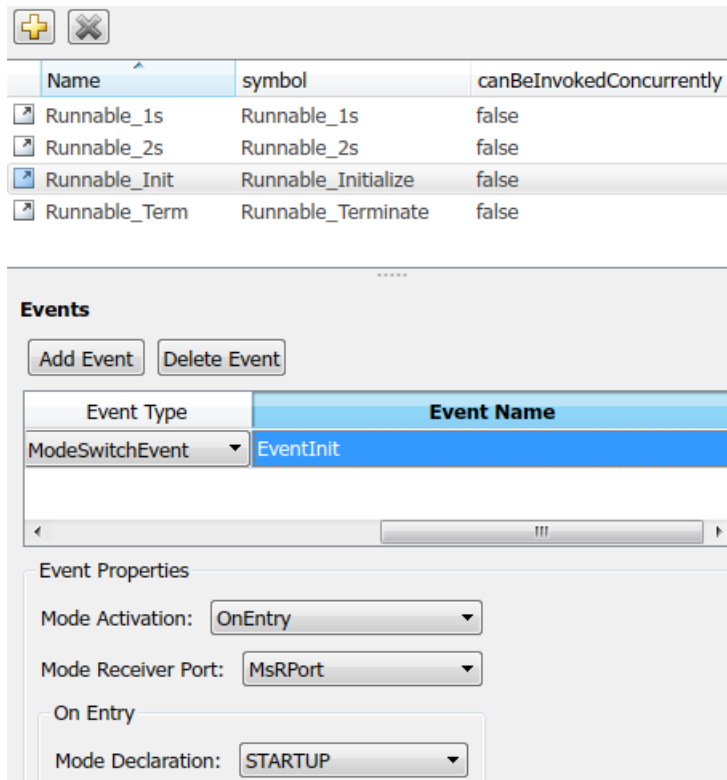 Name symbol canBeInvokedConcurrently
Runnable_1s Runnable_1s false
Runnable_2s Runnable_2s false
Runnable_Init Runnable_Initialize false
Runnable_Term Runnable_Terminate false
Events
Add Event Delete Event
Event Type Event Name
ModeSwitchEvent EventInit
Event Properties
Mode Activation: OnEntry
Mode Receiver Port: MsRPort
On Entry
Mode Declaration: STARTUP